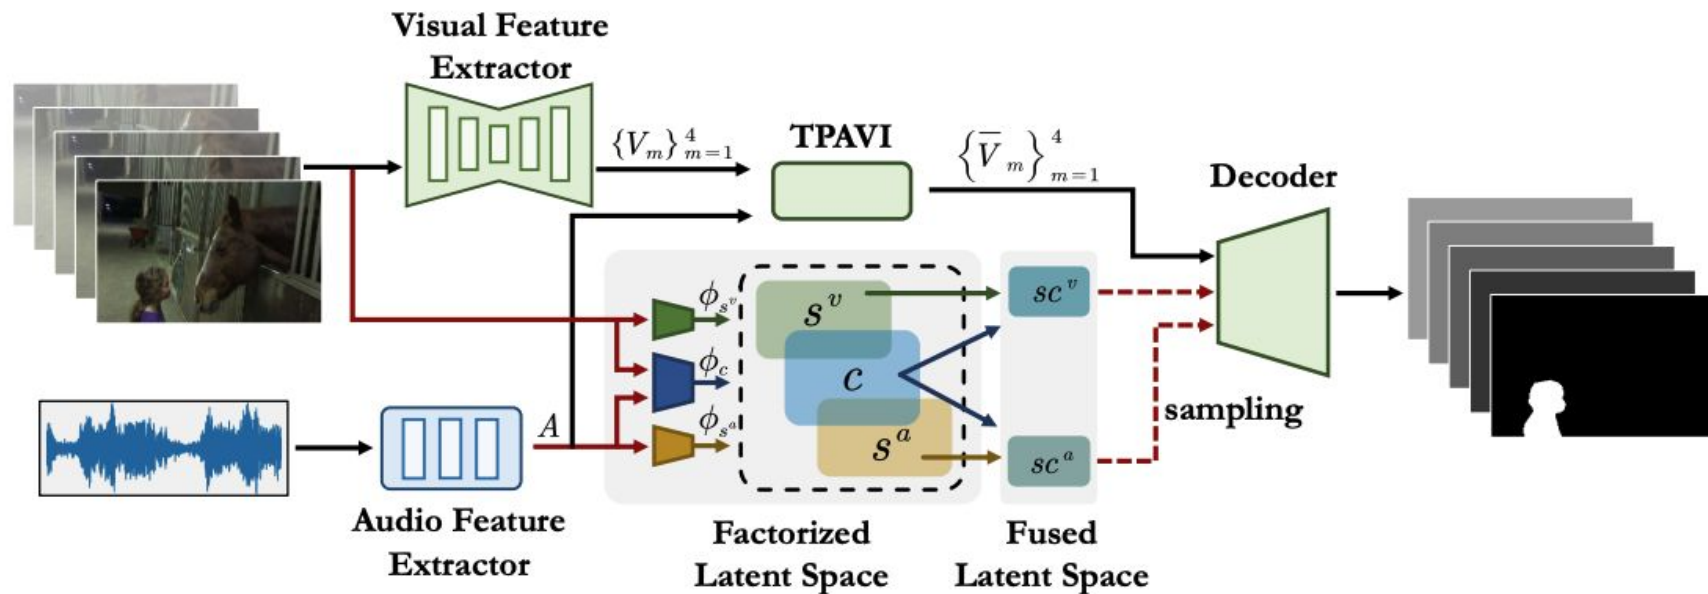 Visual Feature
Extractor
{V_m}^4_{m=1}
TPAVI
{V̅_m}^4_{m=1}
Decoder
ϕ_{s^v}
s^v
sc^v
ϕ_c
c
A
ϕ_{s^a}
s^a
sc^a
sampling
Audio Feature
Extractor
Factorized
Latent Space
Fused
Latent Space